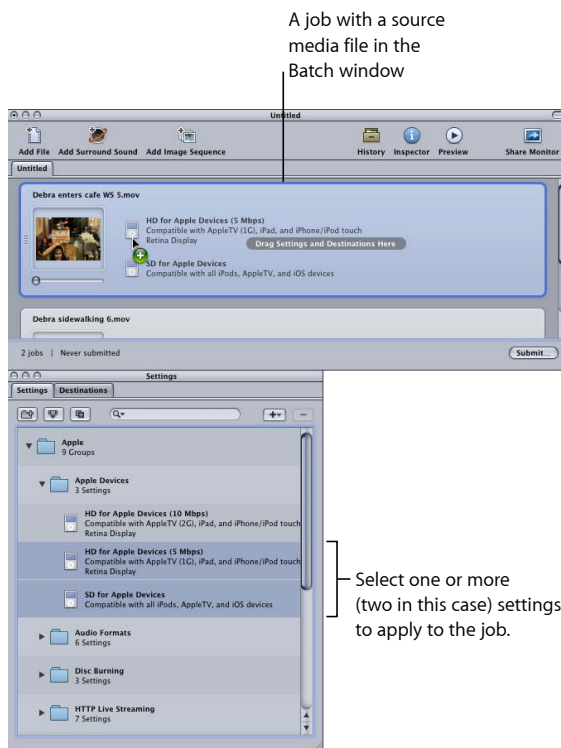 A job with a source
media file in the
Batch window
Untitled
Add File Add Surround Sound Add Image Sequence History Inspector Preview Share Monitor
Untitled
Debra enters cafe WS 5.mov
HD for Apple Devices (5 Mbps)
Compatible with AppleTV (1G), iPad, and iPhone/iPod touch
Retina Display
Drag Settings and Destinations Here
SD for Apple Devices
Compatible with all iPods, AppleTV, and iOS devices
Debra sidewalking 6.mov
2 jobs | Never submitted
Submit...
Settings
Settings Destinations
Apple
9 Groups
Apple Devices
3 Settings
HD for Apple Devices (10 Mbps)
Compatible with AppleTV (2G), iPad, and iPhone/iPod touch
Retina Display
HD for Apple Devices (5 Mbps)
Compatible with AppleTV (1G), iPad, and iPhone/iPod touch
Retina Display
SD for Apple Devices
Compatible with all iPods, AppleTV, and iOS devices
Select one or more
(two in this case) settings
to apply to the job.
Audio Formats
6 Settings
Disc Burning
3 Settings
HTTP Live Streaming
7 Settings